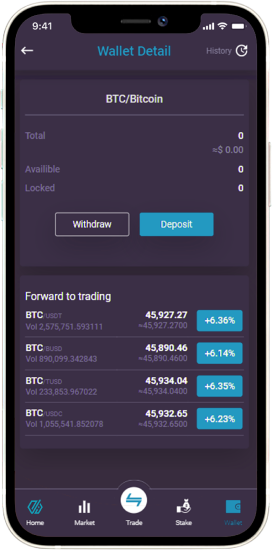 9:41
Wallet Detail
History
BTC/Bitcoin
Total 0
≈$ 0.00
Availible 0
Locked 0
Withdraw Deposit
Forward to trading
BTC/USDT 45,927.27 +6.36%
Vol 2,575,751.593111 ≈45,927.2700
BTC/BUSD 45,890.46 +6.14%
Vol 890,099.342843 ≈45,890.4600
BTC/TUSD 45,934.04 +6.35%
Vol 233,853.967022 ≈45,934.0400
BTC/USDC 45,932.65 +6.23%
Vol 1,055,541.852078 ≈45,932.6500
Home Market Trade Stake Wallet